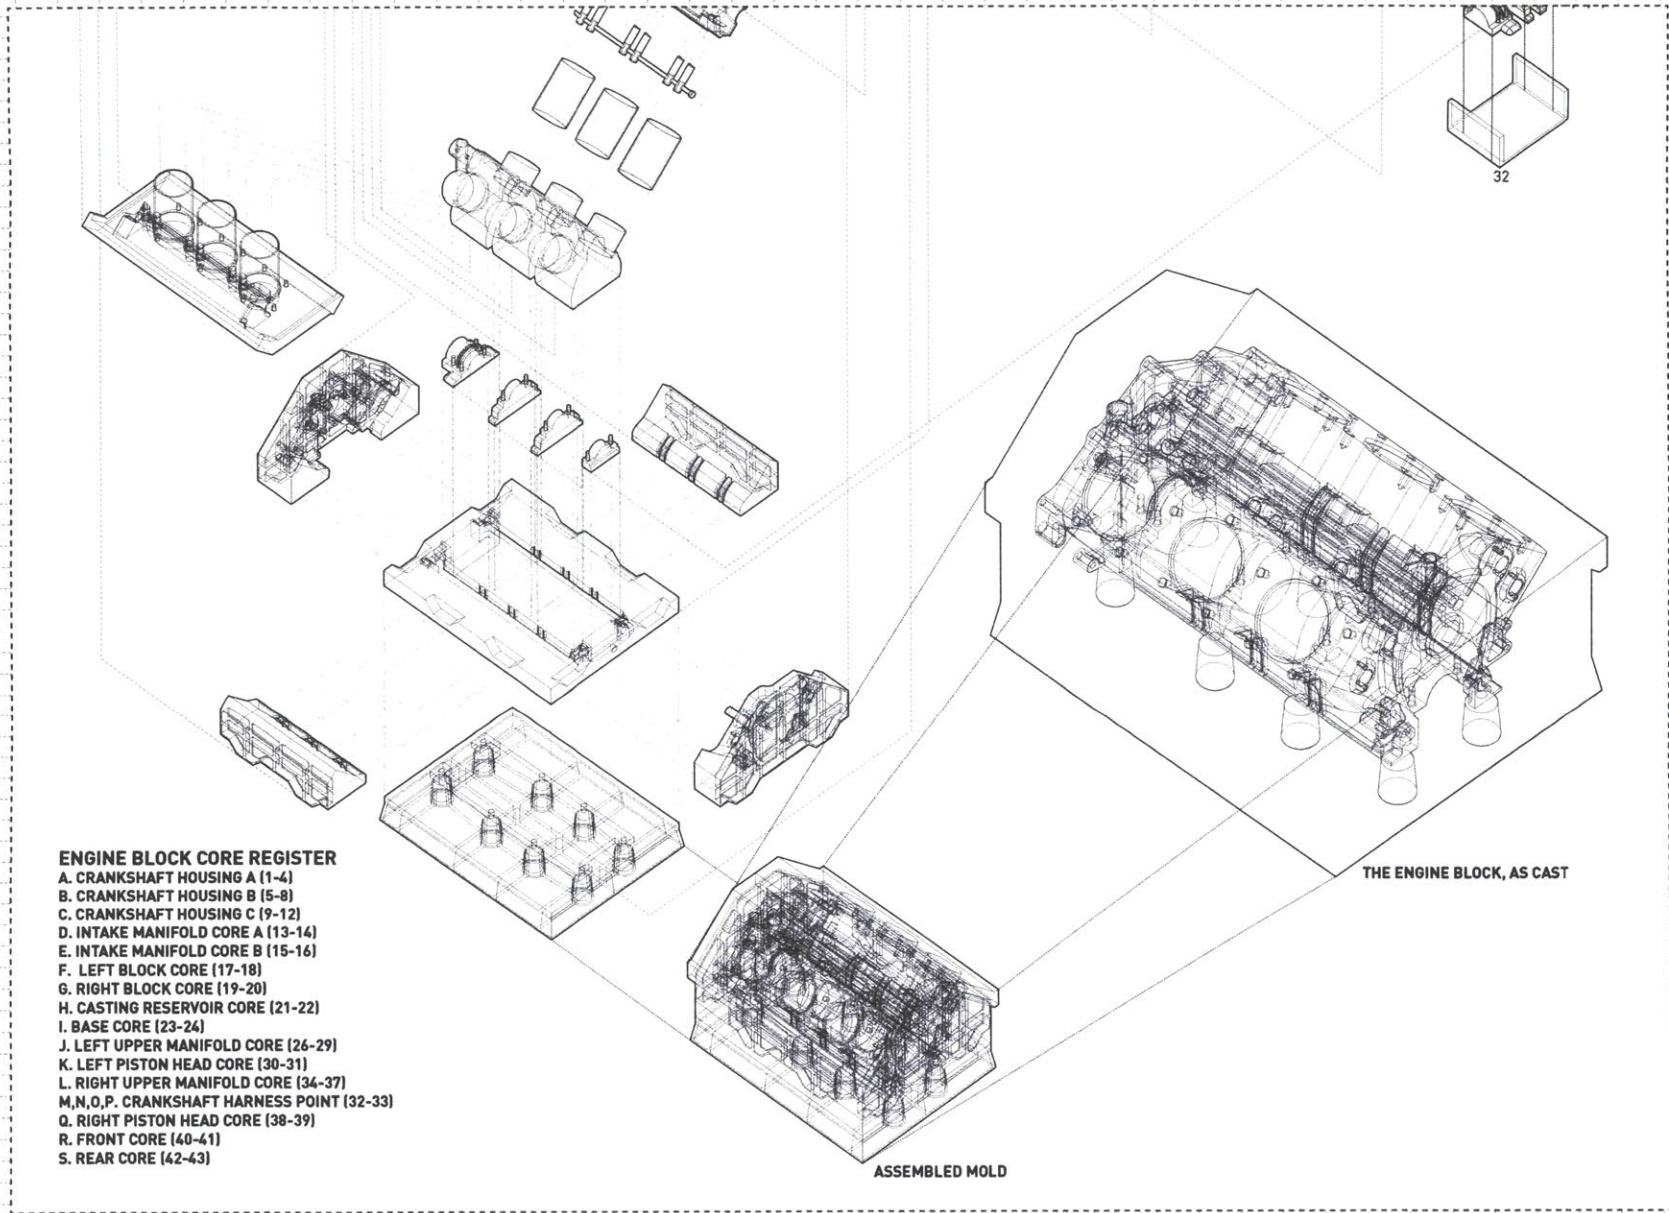 32
THE ENGINE BLOCK, AS CAST
ENGINE BLOCK CORE REGISTER
A. CRANKSHAFT HOUSING A (1-4)
B. CRANKSHAFT HOUSING B (5-8)
C. CRANKSHAFT HOUSING C (9-12)
D. INTAKE MANIFOLD CORE A (13-14)
E. INTAKE MANIFOLD CORE B (15-16)
F. LEFT BLOCK CORE (17-18)
G. RIGHT BLOCK CORE (19-20)
H. CASTING RESERVOIR CORE (21-22)
I. BASE CORE (23-24)
J. LEFT UPPER MANIFOLD CORE (26-29)
K. LEFT PISTON HEAD CORE (30-31)
L. RIGHT UPPER MANIFOLD CORE (34-37)
M,N,O,P. CRANKSHAFT HARNESS POINT (32-33)
Q. RIGHT PISTON HEAD CORE (38-39)
R. FRONT CORE (40-41)
S. REAR CORE (42-43)
ASSEMBLED MOLD